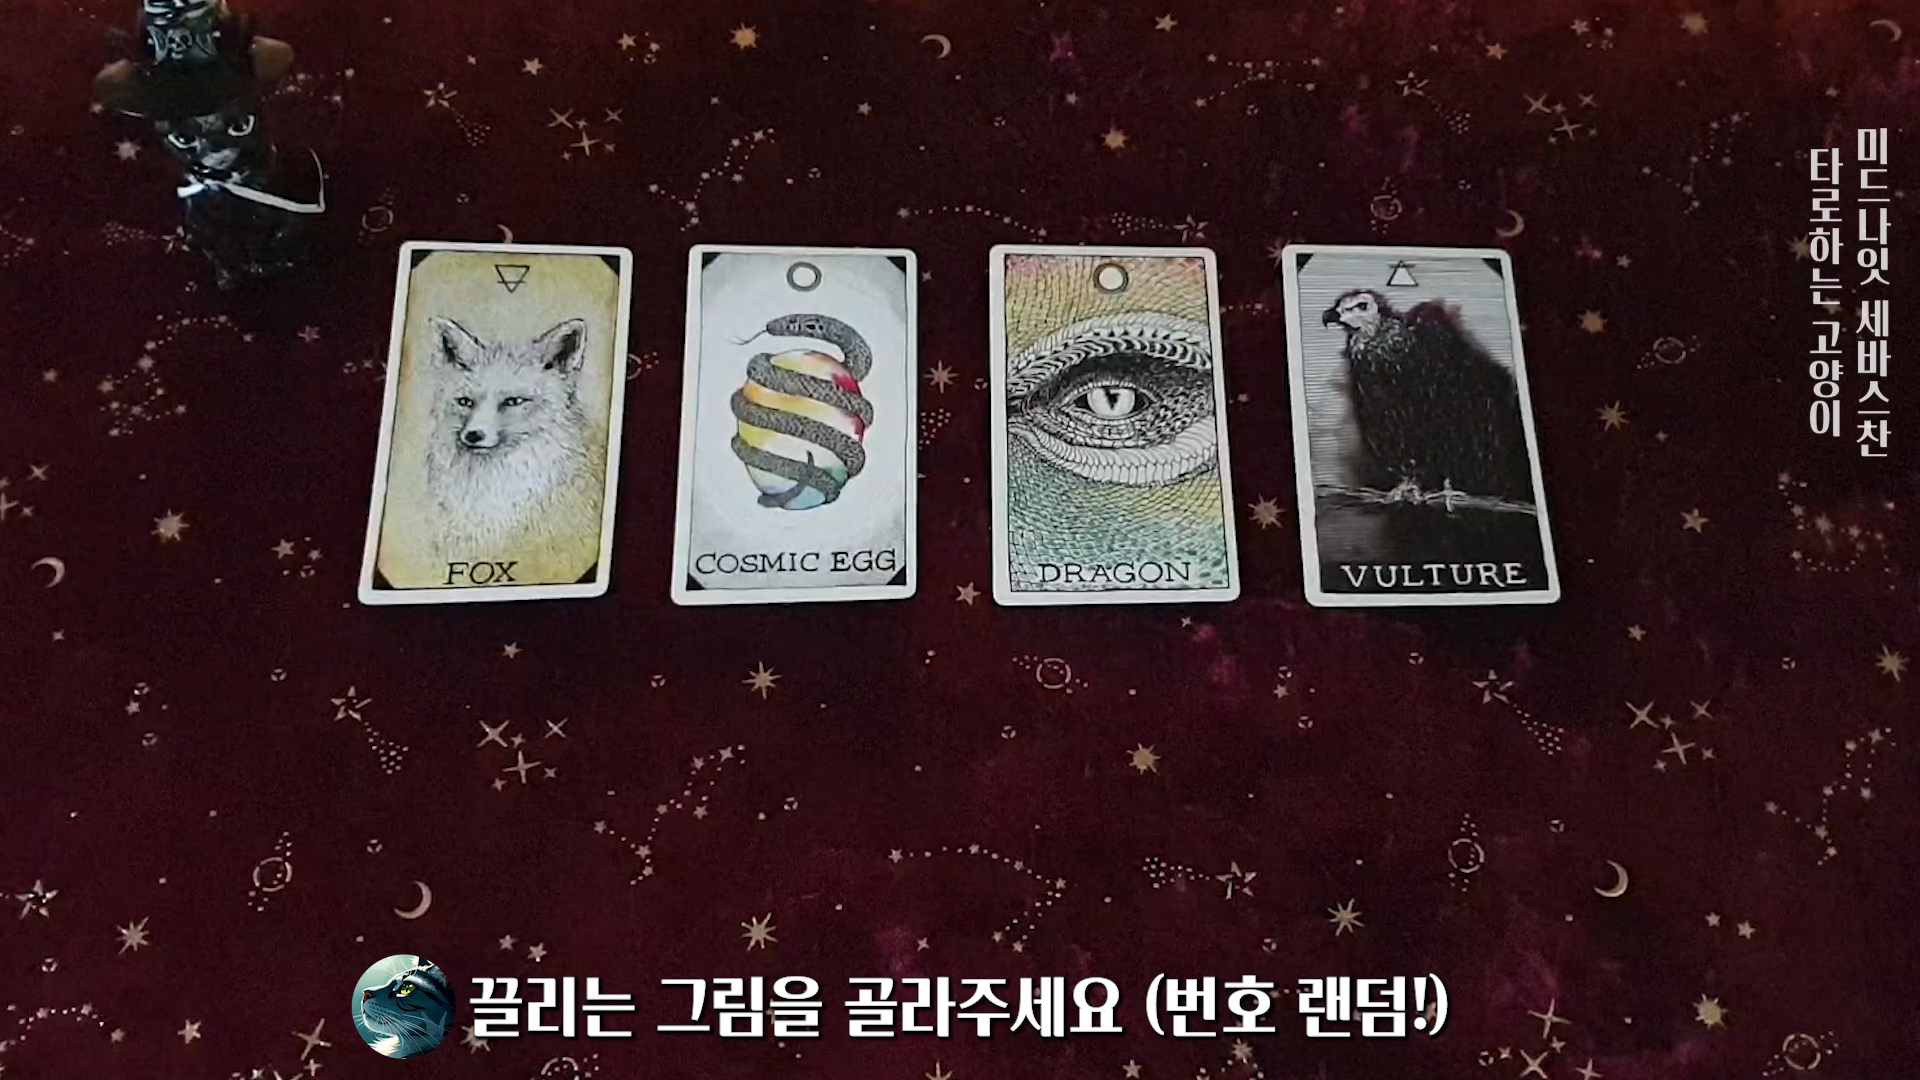 미드나잇 세바스찬
타로하는 고양이
FOX
COSMIC EGG
DRAGON
VULTURE
끌리는 그림을 골라주세요 (번호 랜덤!)